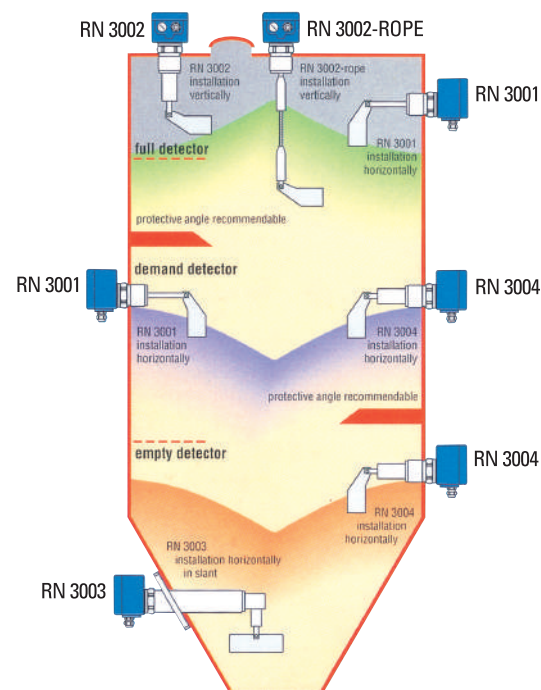 RN 3002
RN 3002-ROPE
RN 3002
installation
vertically
RN 3002-rope
installation
vertically
RN 3001
full detector
RN 3001
installation
horizontally
protective angle recommendable
demand detector
RN 3001
RN 3004
RN 3001
installation
horizontally
RN 3004
installation
horizontally
protective angle recommendable
empty detector
RN 3004
RN 3004
installation
horizontally
RN 3003
installation horizontally
in slant
RN 3003